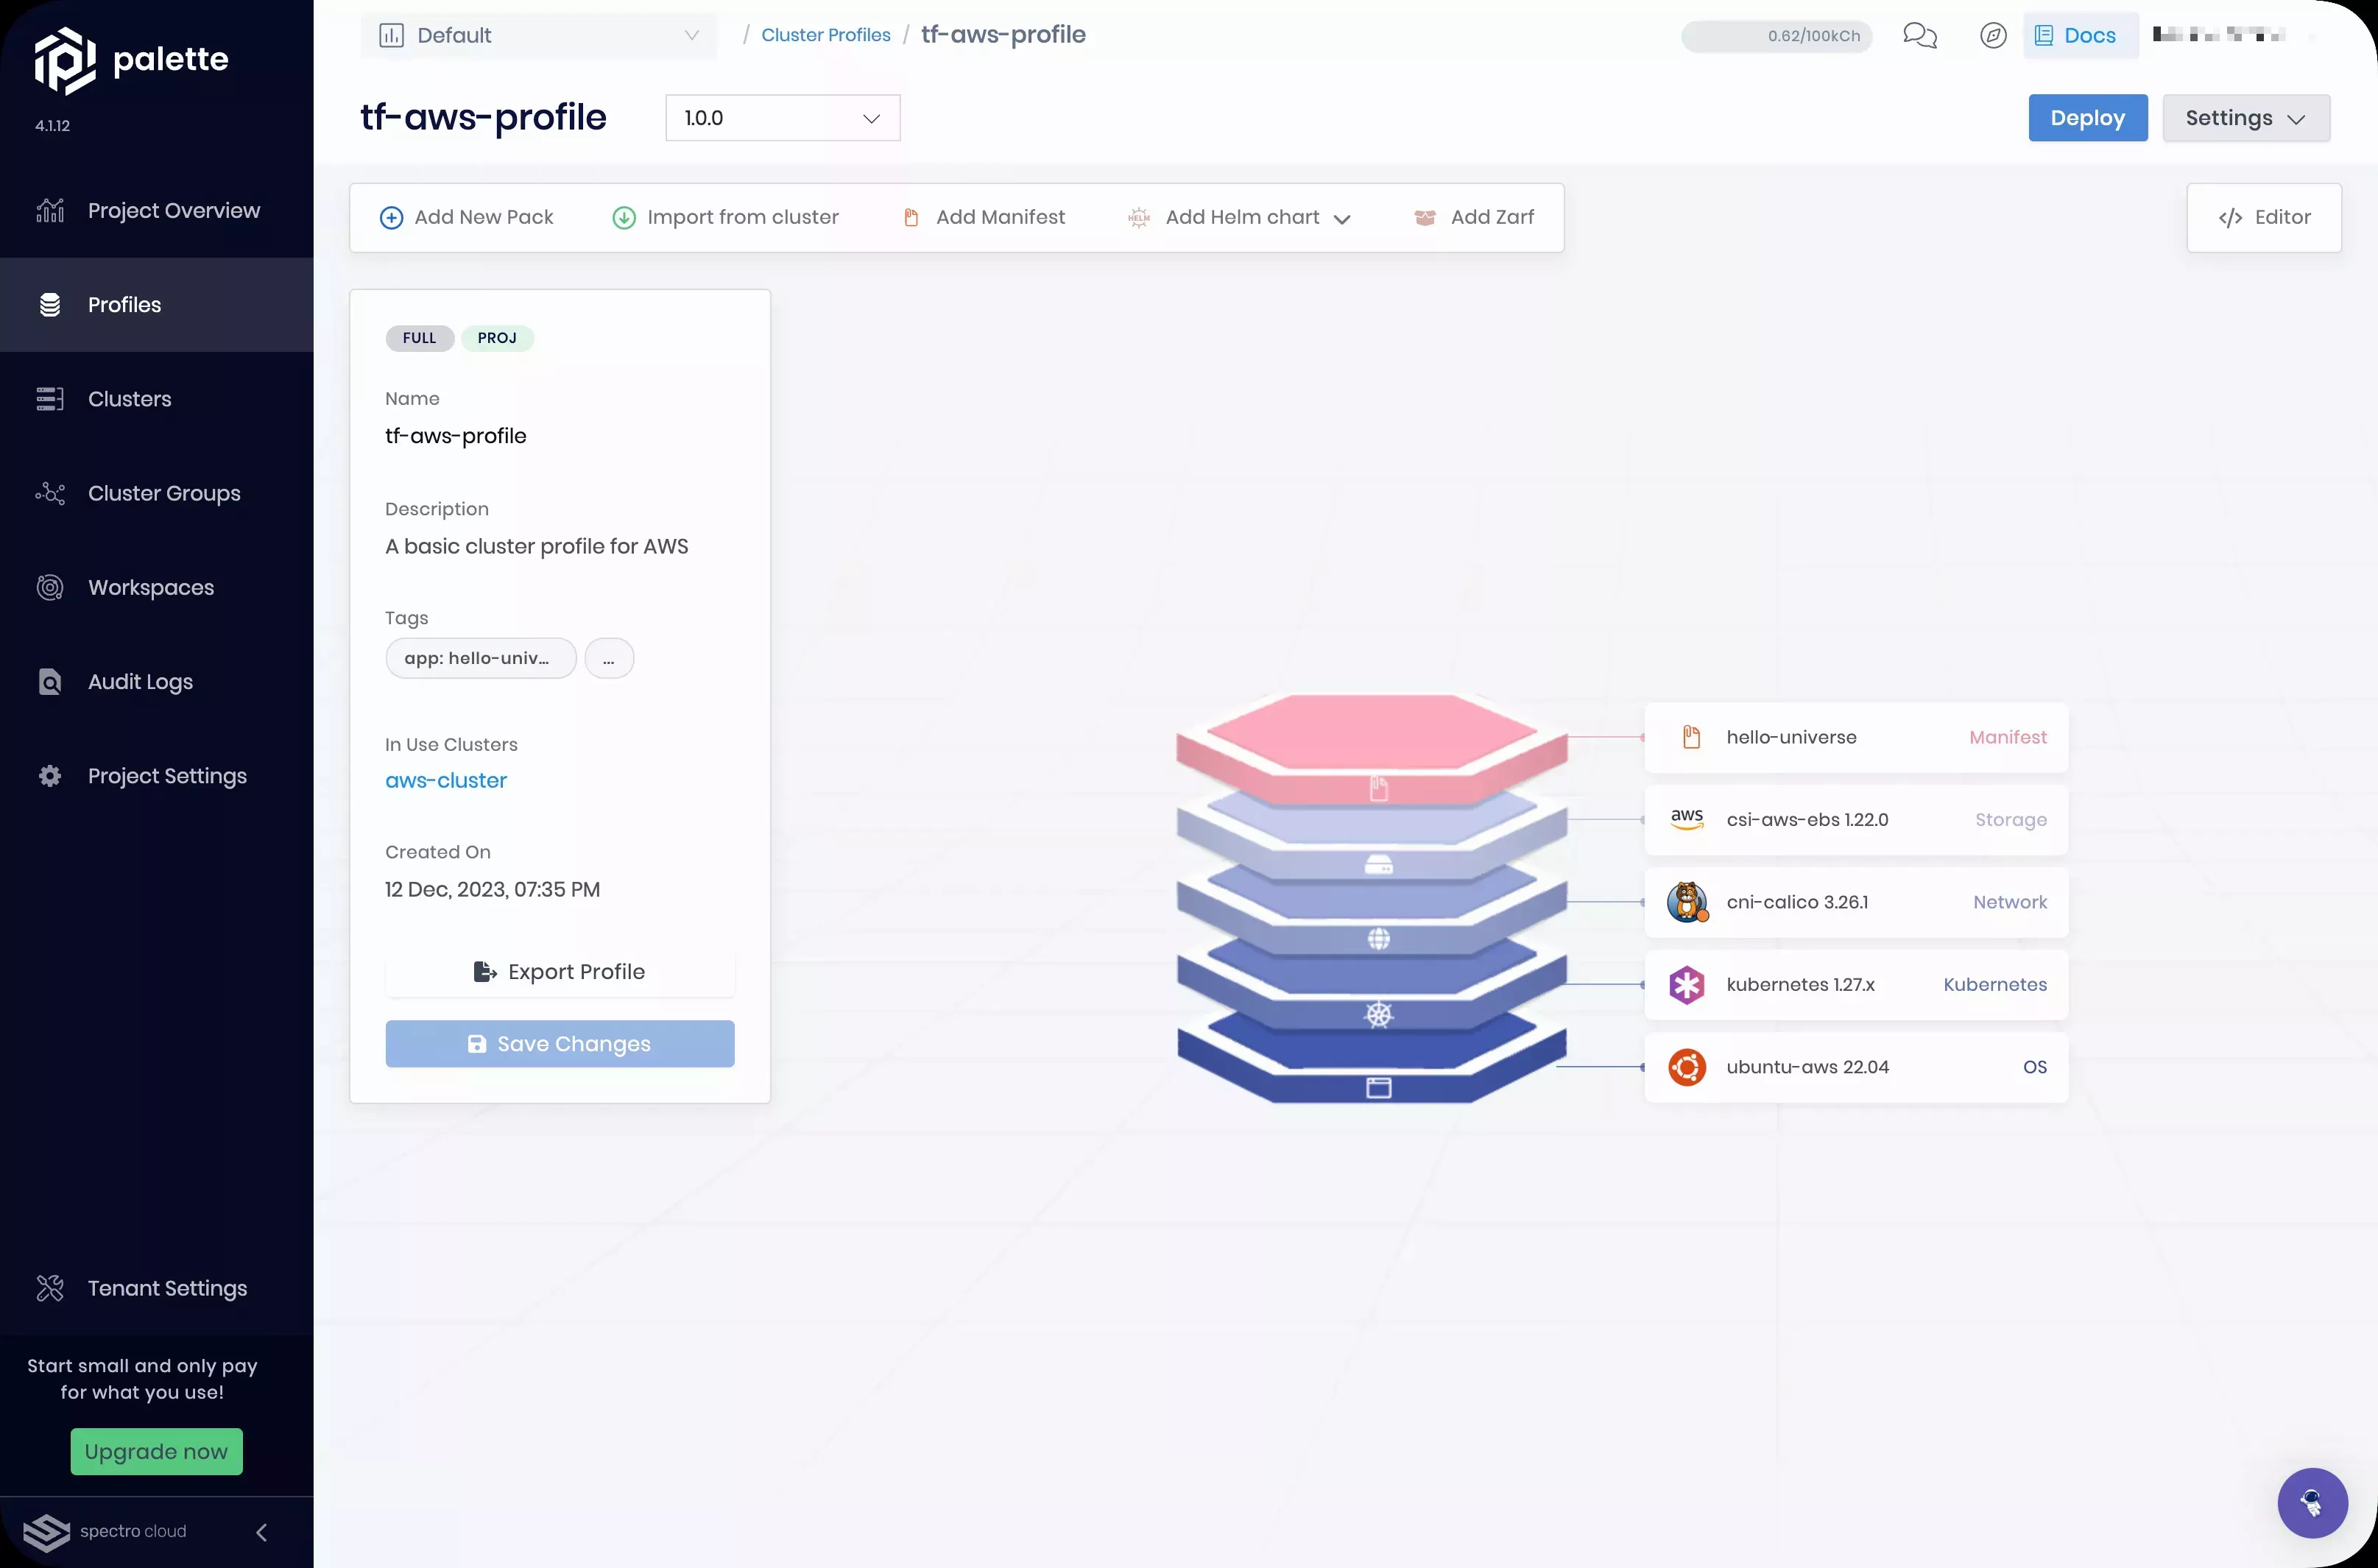 palette
4.1.12
Project Overview
Profiles
Clusters
Cluster Groups
Workspaces
Audit Logs
Project Settings
Tenant Settings
Start small and only pay
for what you use!
Upgrade now
spectro cloud
Default
/ Cluster Profiles / tf-aws-profile
0.62/100kCh
Docs
tf-aws-profile
1.0.0
Deploy
Settings
Add New Pack
Import from cluster
Add Manifest
HELM
Add Helm chart
Add Zarf
</> Editor
FULL
PROJ
Name
tf-aws-profile
Description
A basic cluster profile for AWS
Tags
app: hello-univ...
...
In Use Clusters
aws-cluster
Created On
12 Dec, 2023, 07:35 PM
Export Profile
Save Changes
hello-universe Manifest
aws csi-aws-ebs 1.22.0 Storage
cni-calico 3.26.1 Network
kubernetes 1.27.x Kubernetes
ubuntu-aws 22.04 OS